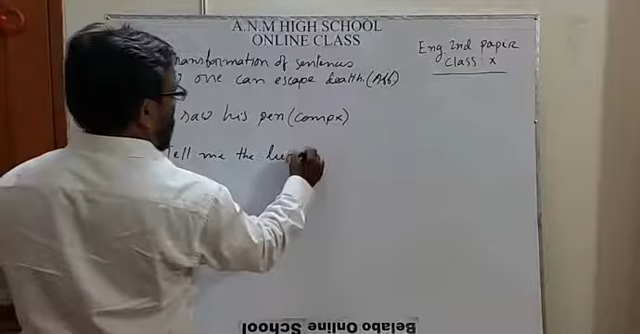 A.N.M HIGH SCHOOL
ONLINE CLASS
Eng. 2nd paper
Class: x
ransformation of sentences
one can escape death. (Aff)
saw his pen (compx)
Tell me the
Belabo Online School